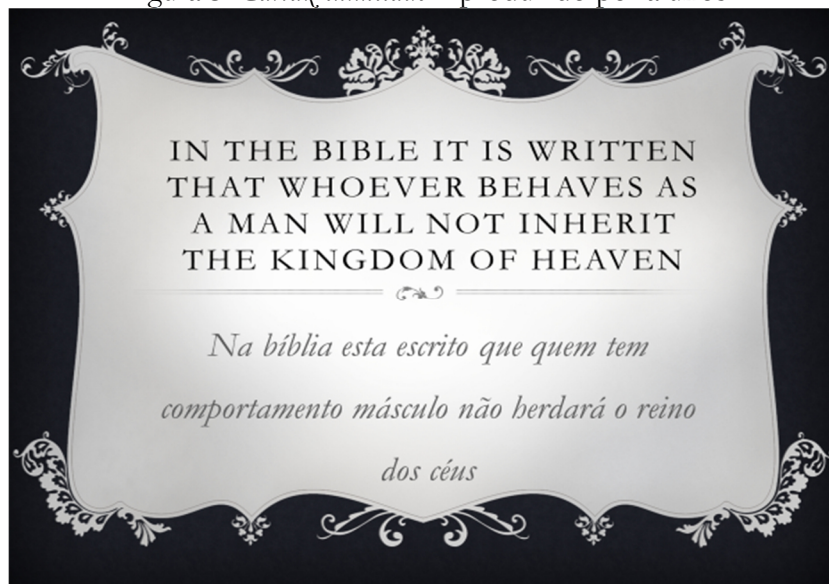 IN THE BIBLE IT IS WRITTEN
THAT WHOEVER BEHAVES AS
A MAN WILL NOT INHERIT
THE KINGDOM OF HEAVEN
Na bíblia esta escrito que quem tem
comportamento másculo não herdará o reino
dos céus